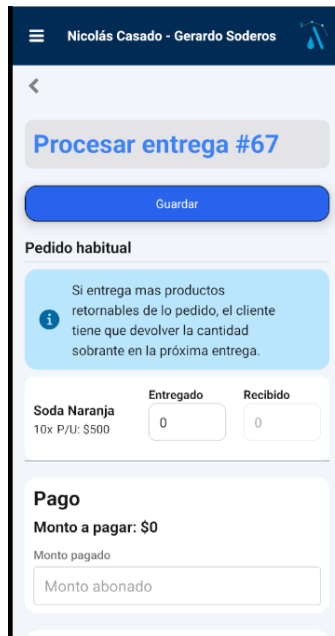 Nicolás Casado - Gerardo Soderos
Procesar entrega #67
Guardar
Pedido habitual
Si entrega mas productos
retornables de lo pedido, el cliente
tiene que devolver la cantidad
sobrante en la próxima entrega.
Entregado Recibido
Soda Naranja
10x P/U: $500
0 0
Pago
Monto a pagar: $0
Monto pagado
Monto abonado